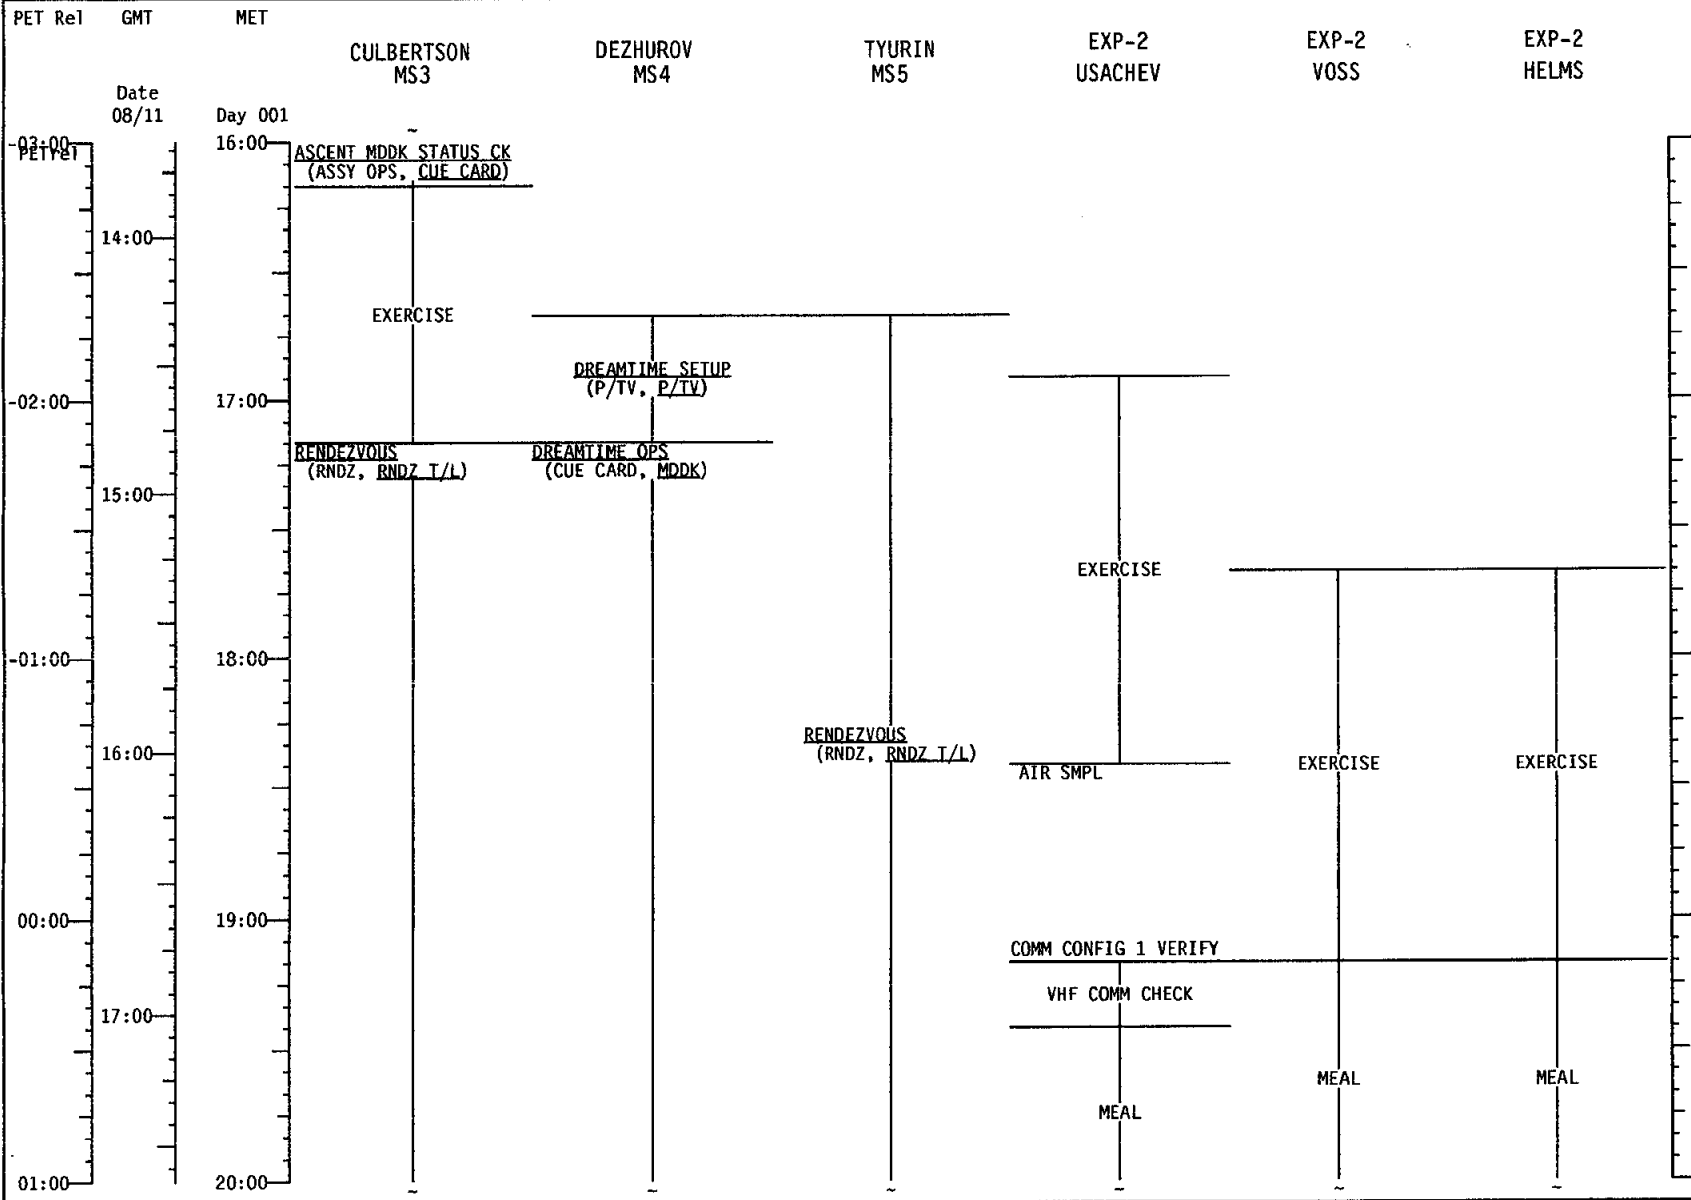 PET Rel GMT MET
CULBERTSON DEZHUROV TYURIN EXP-2 EXP-2 EXP-2
MS3 MS4 MS5 USACHEV VOSS HELMS
Date
08/11 Day 001
~
-03:00 16:00
PETrel
ASCENT MDDK STATUS CK
(ASSY OPS, CUE CARD)
14:00
EXERCISE
DREAMTIME SETUP
(P/TV, P/TV)
-02:00 17:00
RENDEZVOUS DREAMTIME OPS
(RNDZ, RNDZ T/L) (CUE CARD, MDDK)
15:00
EXERCISE
-01:00 18:00
RENDEZVOUS
(RNDZ, RNDZ T/L)
16:00
EXERCISE EXERCISE
AIR SMPL
00:00 19:00
COMM CONFIG 1 VERIFY
VHF COMM CHECK
17:00
MEAL MEAL
MEAL
01:00 20:00
~ ~ ~ ~ ~ ~